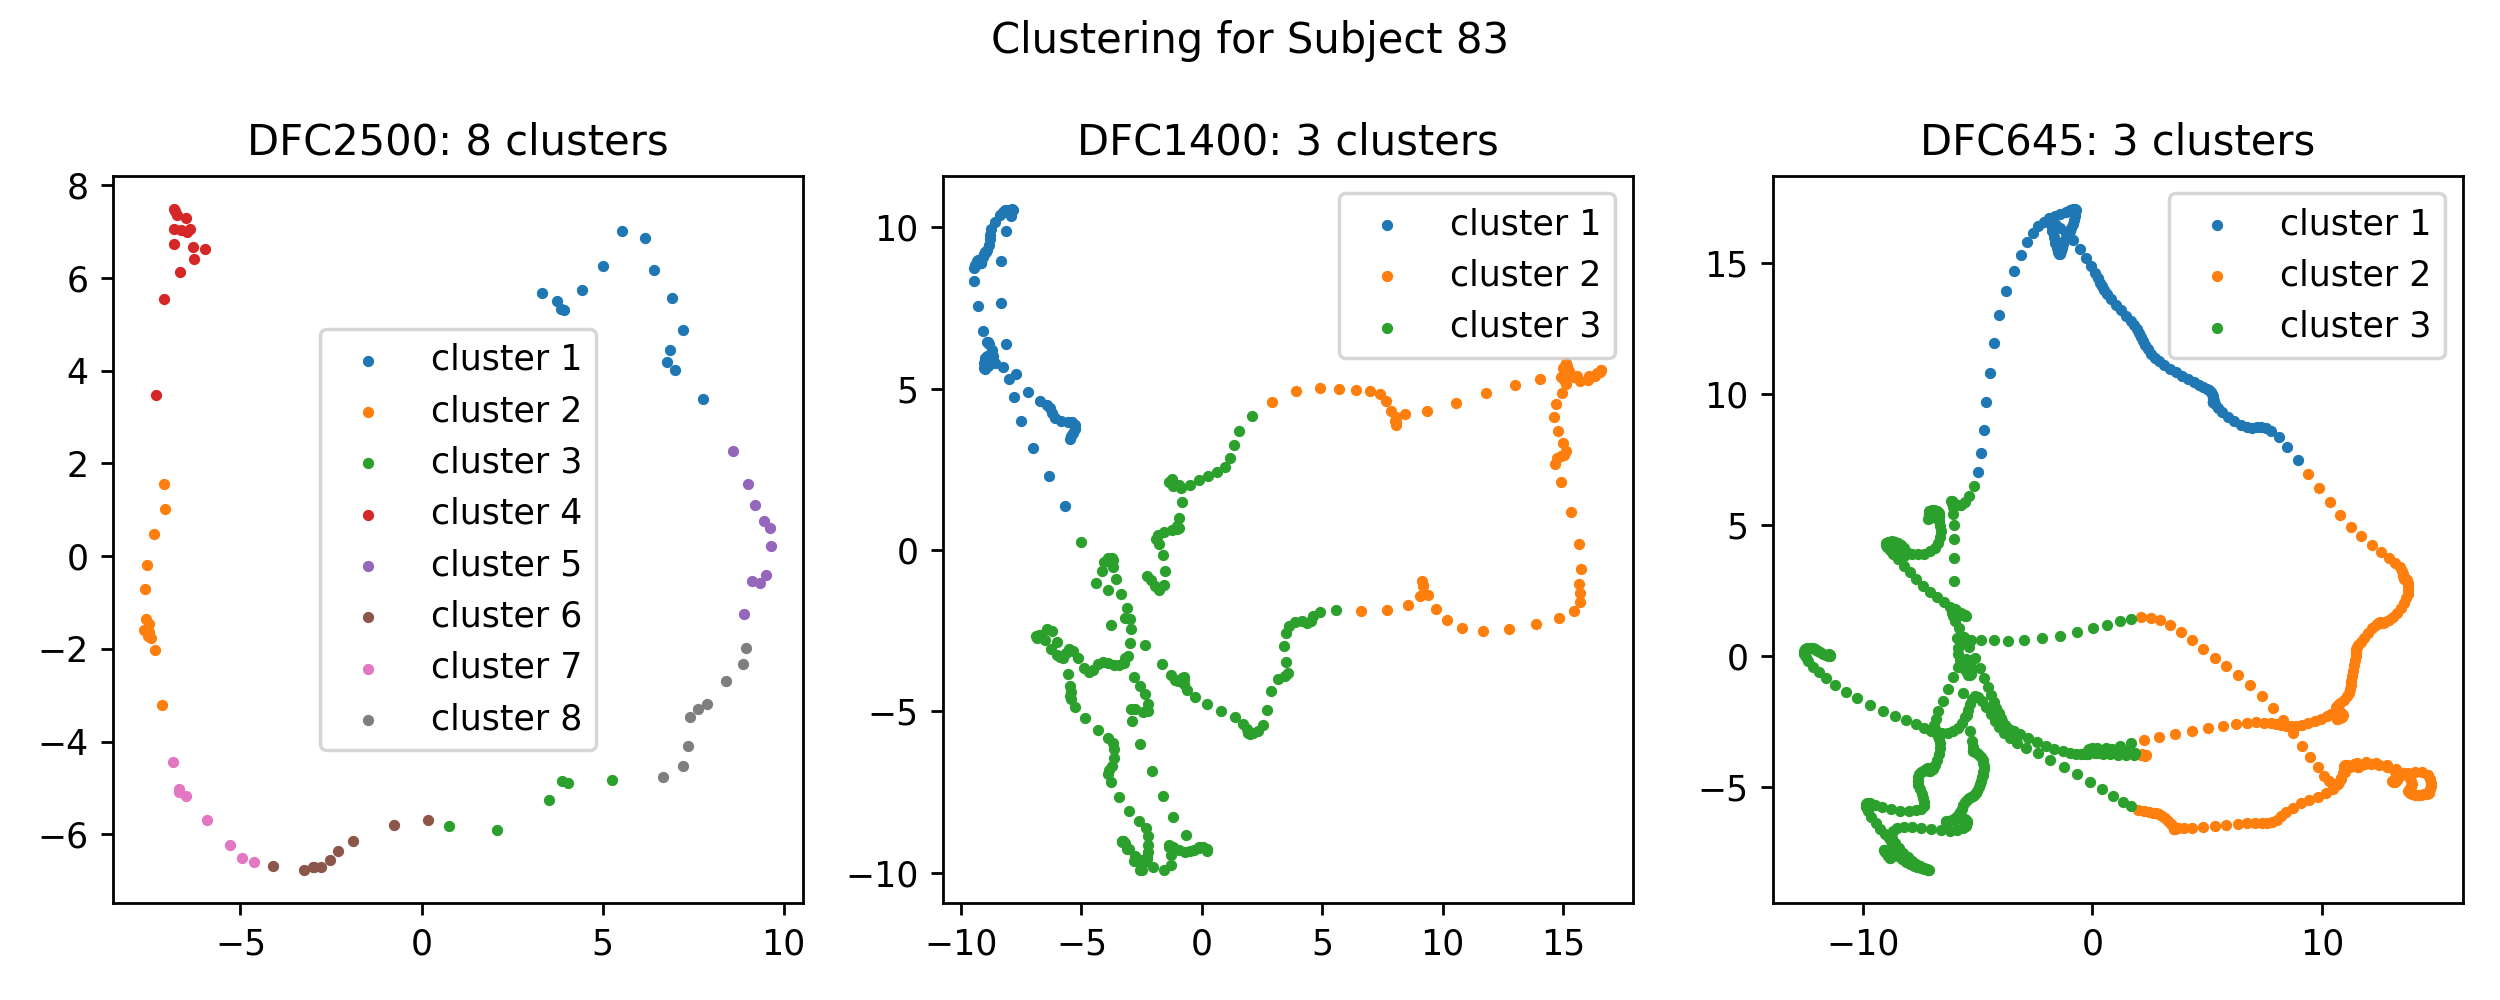 Clustering for Subject 83
DFC2500: 8 clusters
8
6
4
2
0
−2
−4
−6
−5
0
5
10
cluster 1
cluster 2
cluster 3
cluster 4
cluster 5
cluster 6
cluster 7
cluster 8
DFC1400: 3 clusters
10
5
0
−5
−10
−10
−5
0
5
10
15
cluster 1
cluster 2
cluster 3
DFC645: 3 clusters
15
10
5
0
−5
−10
0
10
cluster 1
cluster 2
cluster 3